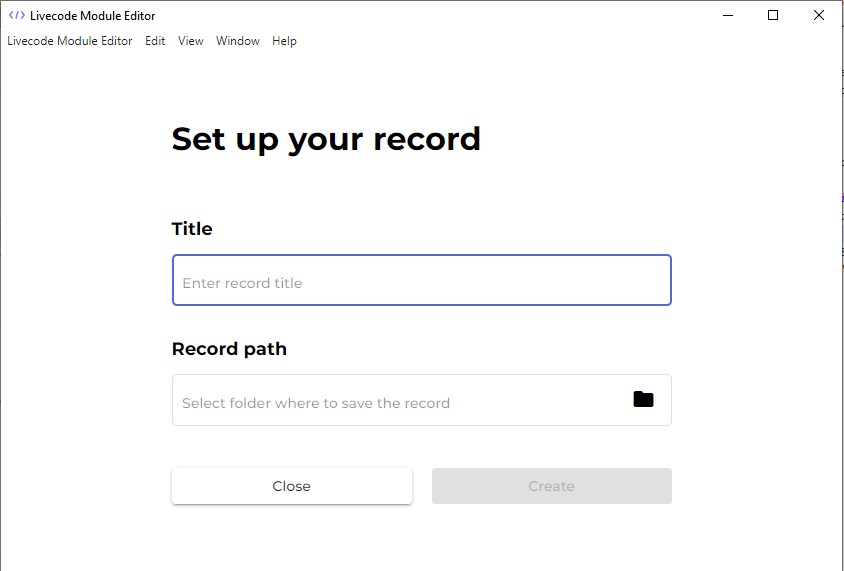 Livecode Module Editor
Livecode Module Editor Edit View Window Help
Set up your record
Title
Enter record title
Record path
Select folder where to save the record
Close Create